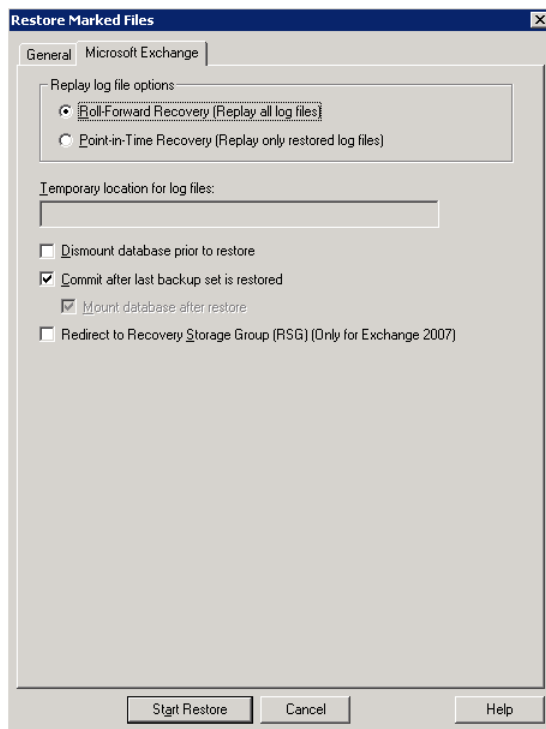 Restore Marked Files
General
Microsoft Exchange
Replay log file options
Roll-Forward Recovery (Replay all log files)
Point-in-Time Recovery (Replay only restored log files)
Temporary location for log files:
Dismount database prior to restore
Commit after last backup set is restored
Mount database after restore
Redirect to Recovery Storage Group (RSG) (Only for Exchange 2007)
Start Restore
Cancel
Help